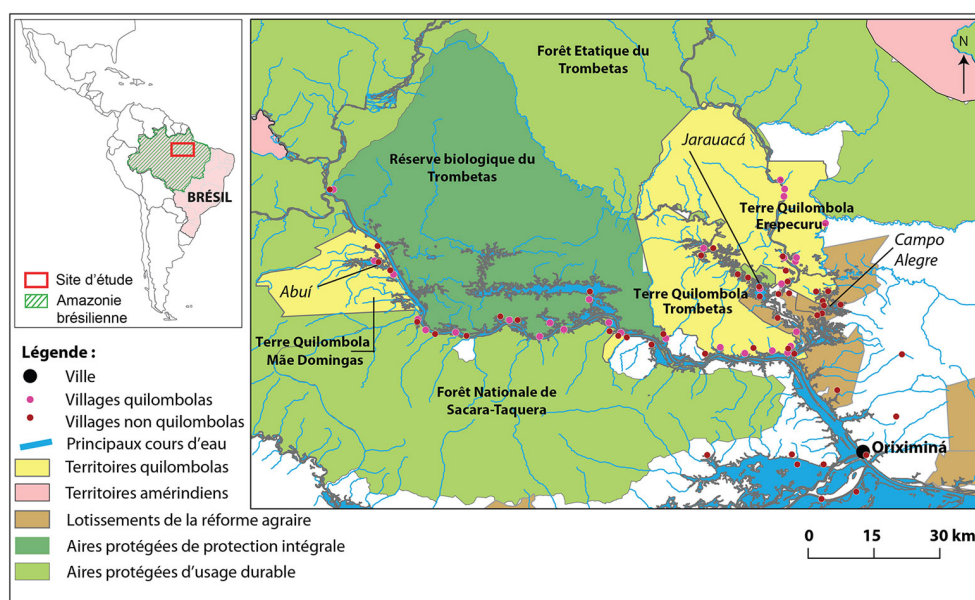 BRÉSIL
Site d'étude
Amazonie
brésilienne
Légende :
Ville
Villages quilombolas
Villages non quilombolas
Principaux cours d'eau
Territoires quilombolas
Territoires amérindiens
Lotissements de la réforme agraire
Aires protégées de protection intégrale
Aires protégées d'usage durable
Forêt Etatique du
Trombetas
N
Jarauacá
Réserve biologique du
Trombetas
Terre Quilombola
Erepecuru
Campo
Alegre
Abuí
Terre Quilombola
Trombetas
Terre Quilombola
Mãe Domingas
Forêt Nationale de
Sacara-Taquera
Oriximiná
0 15 30 km